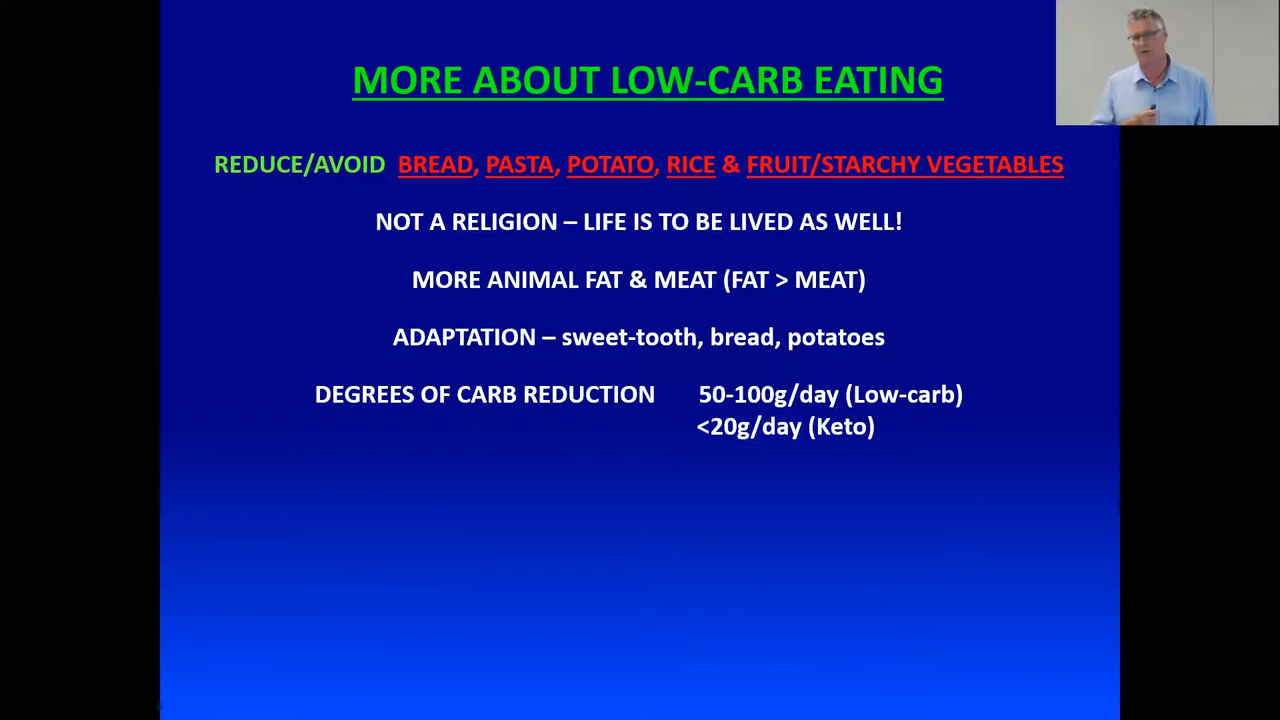 MORE ABOUT LOW-CARB EATING
REDUCE/AVOID BREAD, PASTA, POTATO, RICE & FRUIT/STARCHY VEGETABLES
NOT A RELIGION – LIFE IS TO BE LIVED AS WELL!
MORE ANIMAL FAT & MEAT (FAT > MEAT)
ADAPTATION – sweet-tooth, bread, potatoes
DEGREES OF CARB REDUCTION 50-100g/day (Low-carb)
<20g/day (Keto)